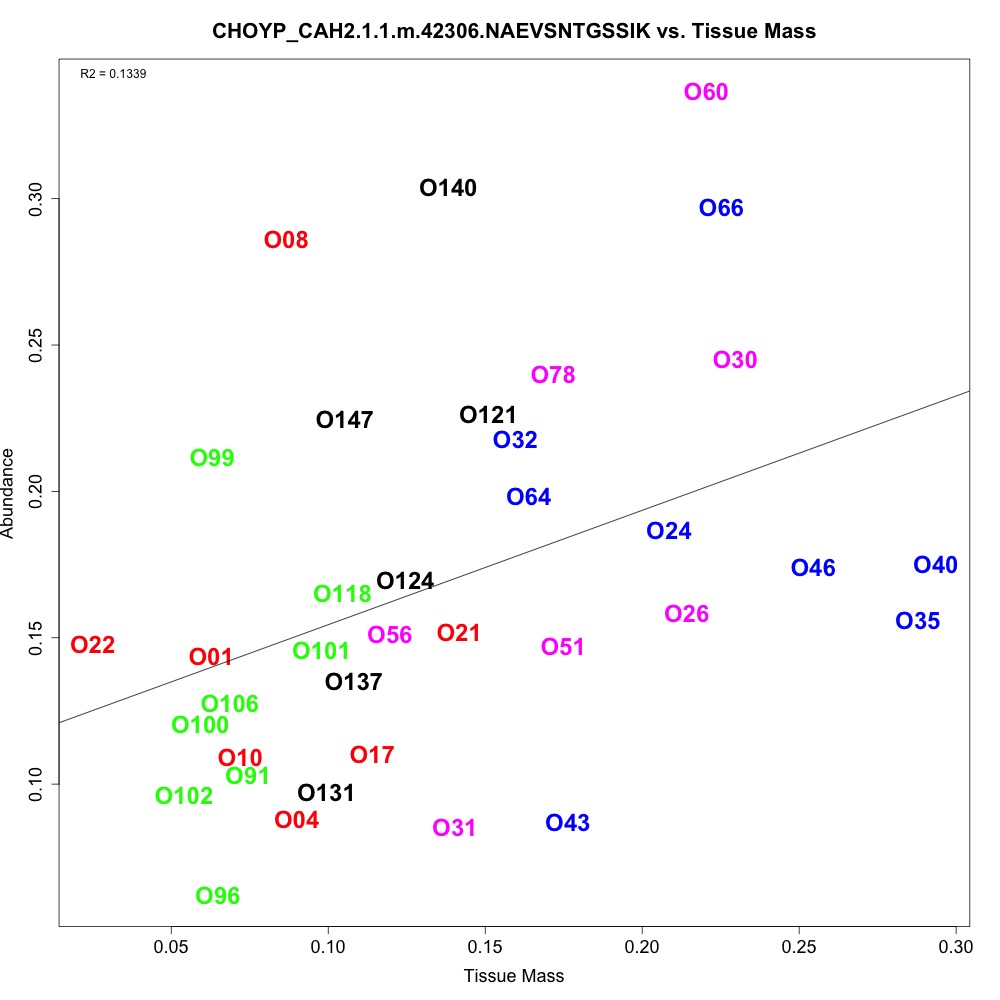 CHOYP_CAH2.1.1.m.42306.NAEVSNTGSSIK vs. Tissue Mass
R2 = 0.1339
O60
O140
0.30
O66
O08
0.25
O30
O78
O121
O147
O32
O99
0.20
O64
O24
Abundance
O40
O46
O124
O118
O26
O35
O21
O56
0.15
O22
O51
O101
O01
O137
O106
O100
O17
O10
O91
0.10
O102
O131
O04
O43
O31
O96
0.05 0.10 0.15 0.20 0.25 0.30
Tissue Mass